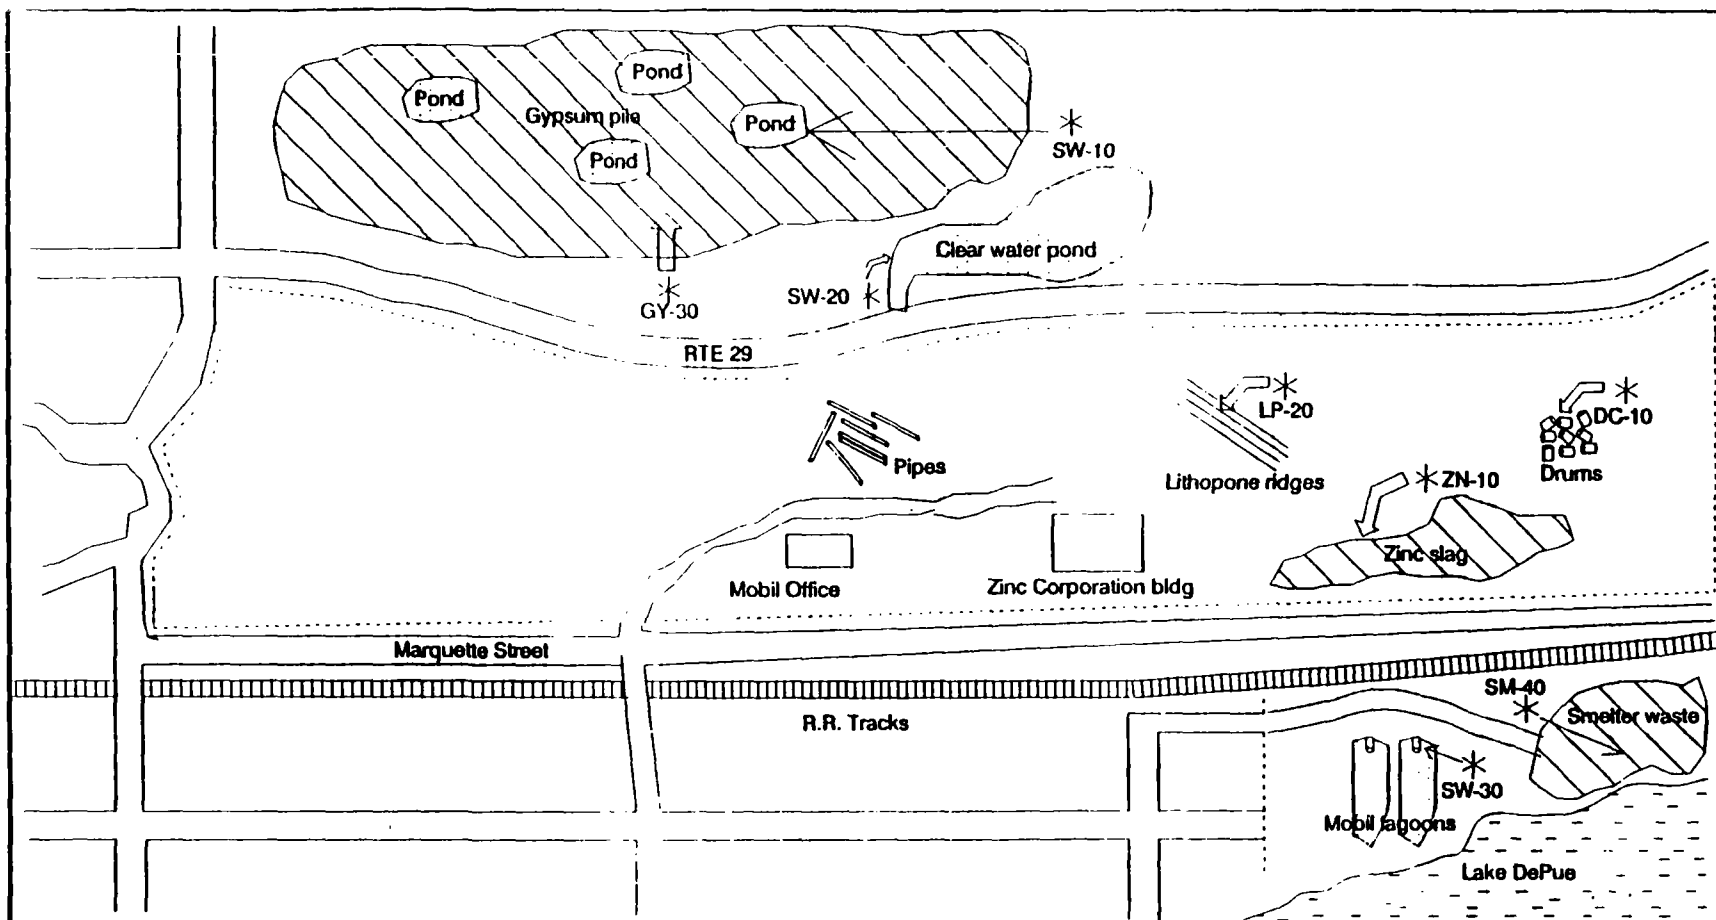 Pond
Pond
Gypsum pile
Pond
Pond
SW-10
Clear water pond
SW-20
GY-30
RTE 29
LP-20
DC-10
Pipes
Lithopone ridges
Drums
ZN-10
Zinc slag
Mobil Office
Zinc Corporation bldg
Marquette Street
SM-40
Smelter waste
R.R. Tracks
SW-30
Mobil lagoons
Lake DePue